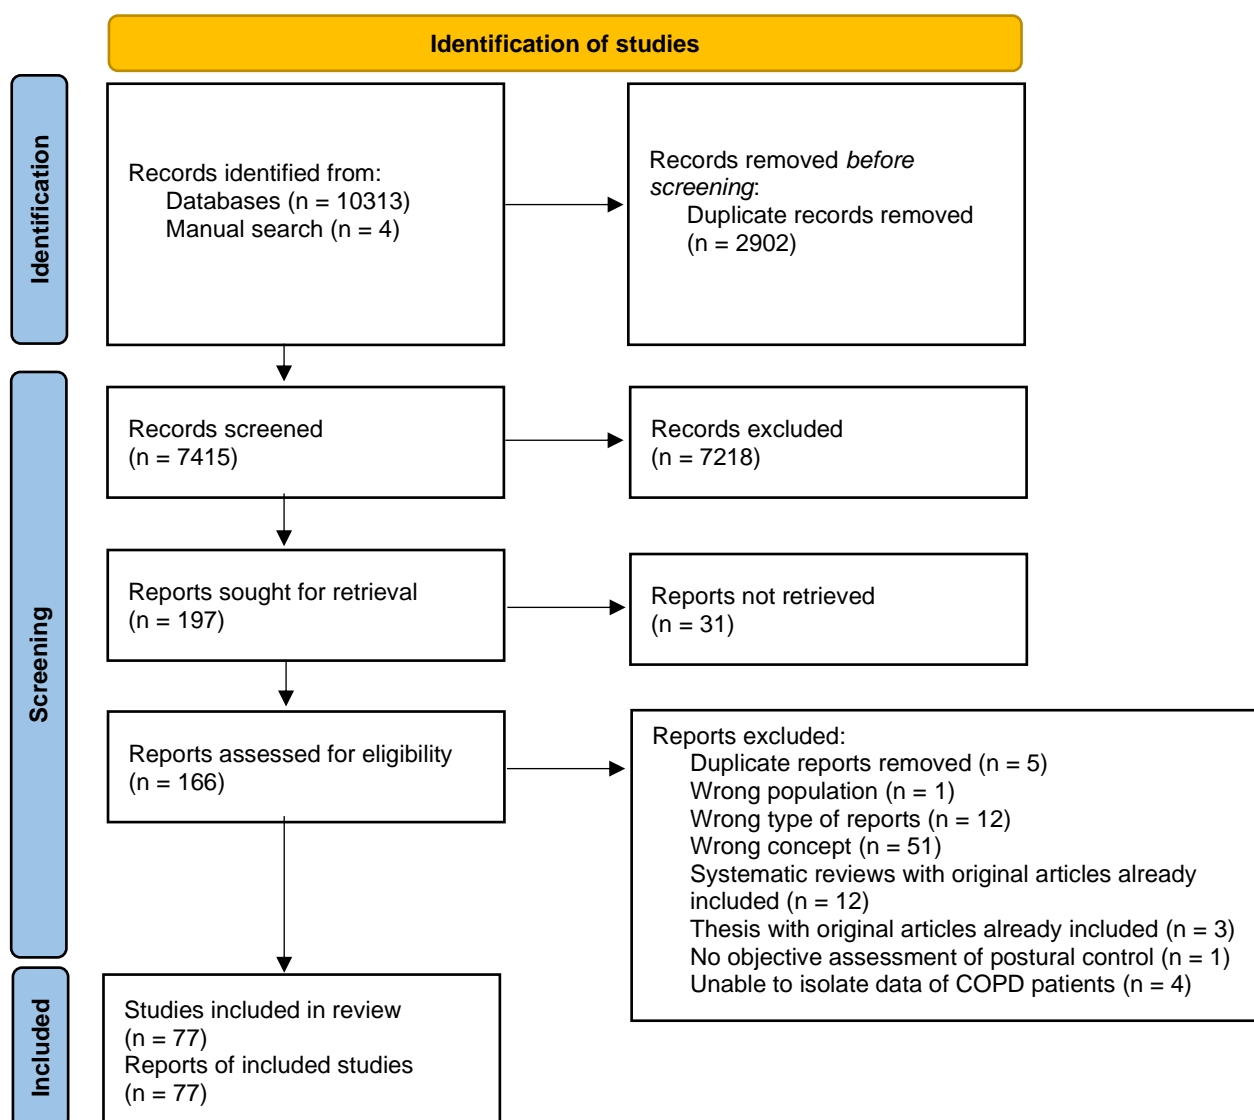 Identification of studies
Identification
Records identified from:
Databases (n = 10313)
Manual search (n = 4)
Records removed before
screening:
Duplicate records removed
(n = 2902)
Screening
Records screened
(n = 7415)
Records excluded
(n = 7218)
Reports sought for retrieval
(n = 197)
Reports not retrieved
(n = 31)
Reports assessed for eligibility
(n = 166)
Reports excluded:
Duplicate reports removed (n = 5)
Wrong population (n = 1)
Wrong type of reports (n = 12)
Wrong concept (n = 51)
Systematic reviews with original articles already
included (n = 12)
Thesis with original articles already included (n = 3)
No objective assessment of postural control (n = 1)
Unable to isolate data of COPD patients (n = 4)
Included
Studies included in review
(n = 77)
Reports of included studies
(n = 77)